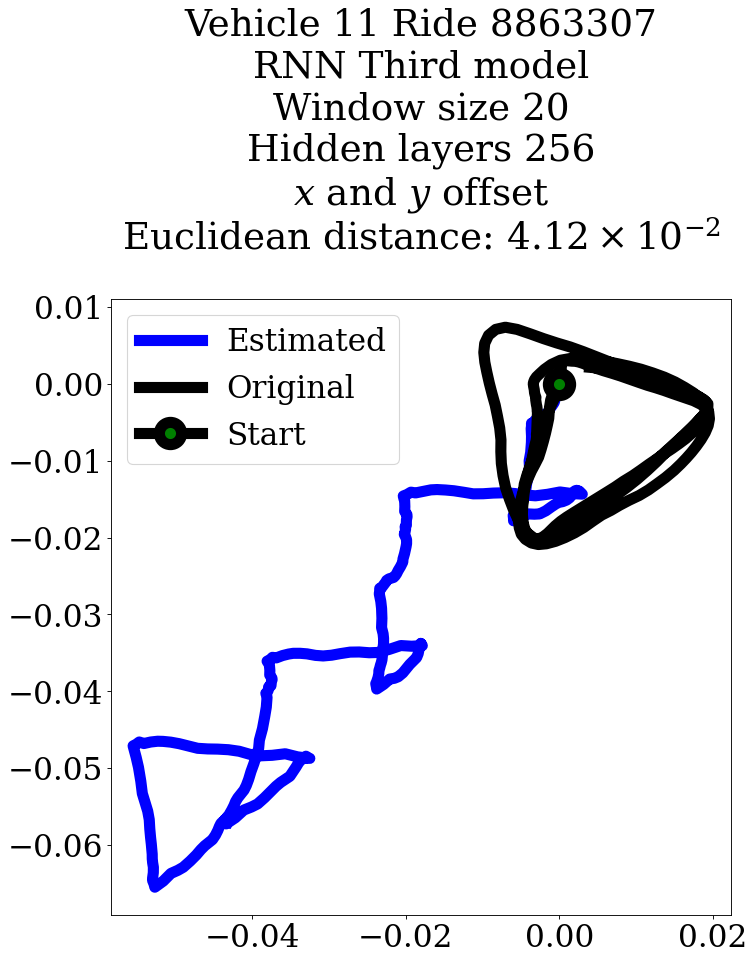 Vehicle 11 Ride 8863307
RNN Third model
Window size 20
Hidden layers 256
x and y offset
Euclidean distance: 4.12 × 10⁻²
Estimated
Original
Start
0.01
0.00
−0.01
−0.02
−0.03
−0.04
−0.05
−0.06
−0.04 −0.02 0.00 0.02